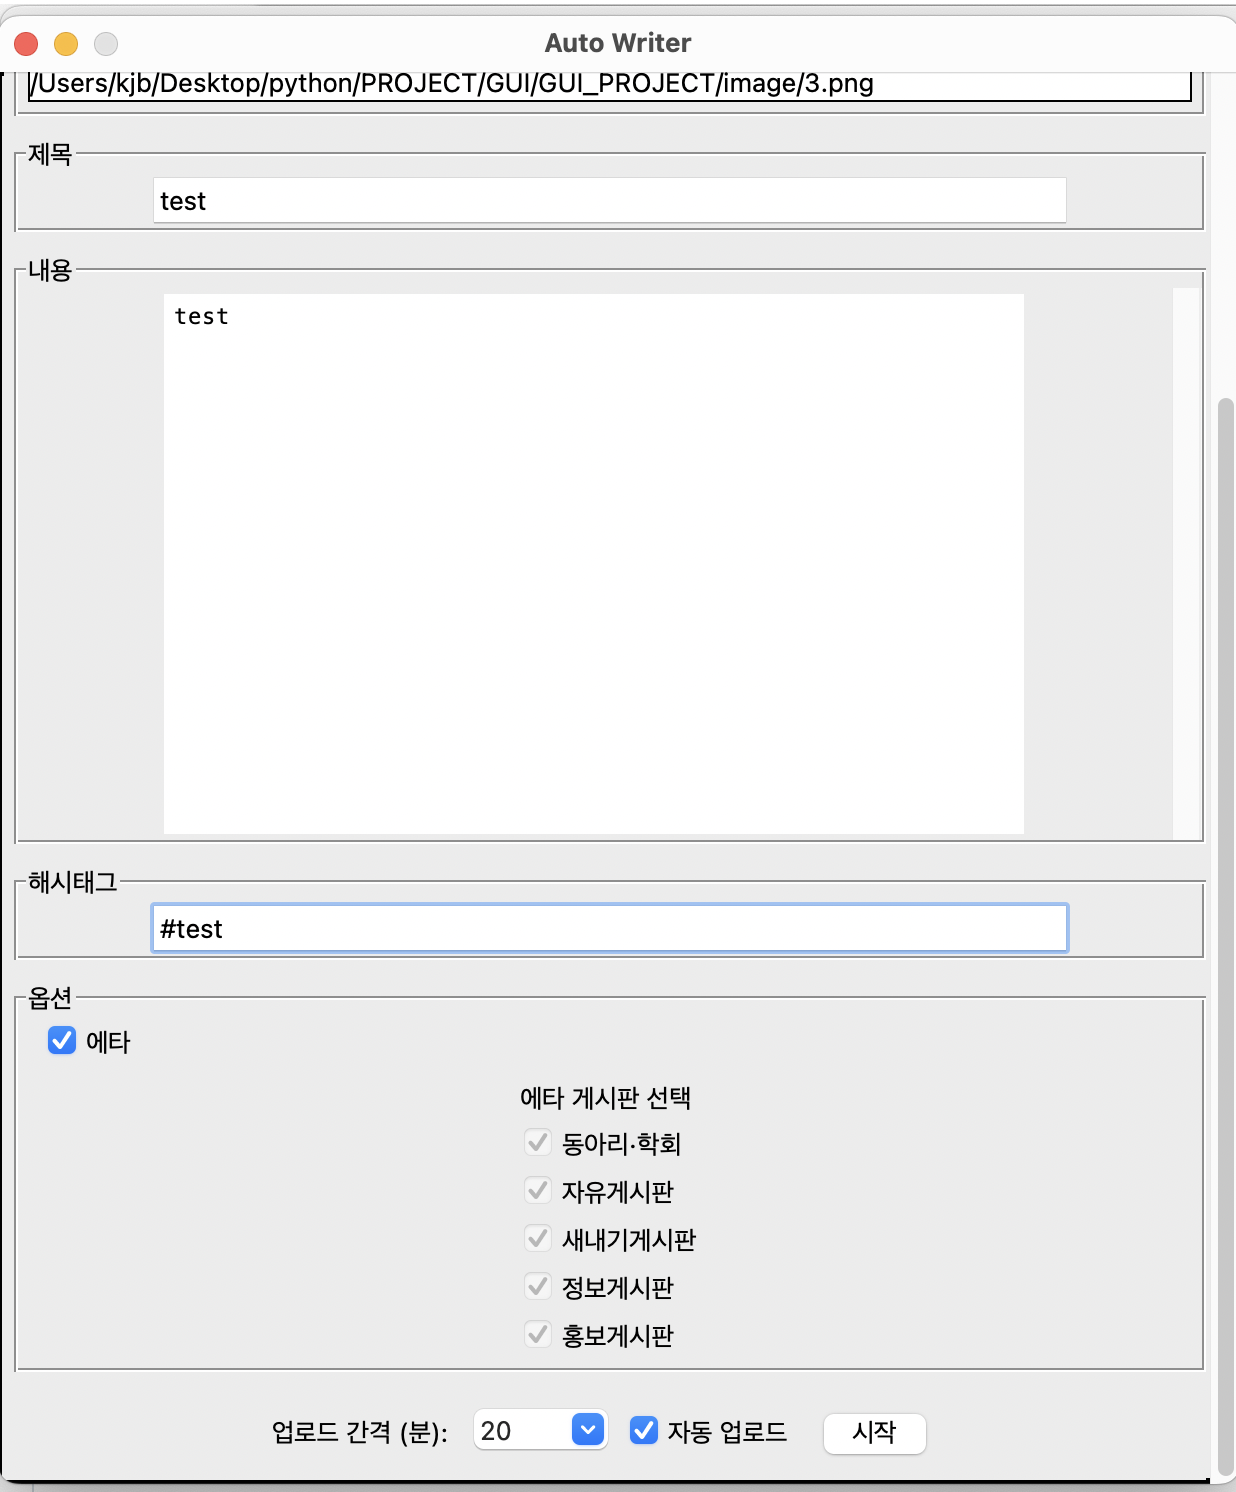 Auto Writer
/Users/kjb/Desktop/python/PROJECT/GUI/GUI_PROJECT/image/3.png
제목
test
내용
test
해시태그
#test
옵션
에타
에타 게시판 선택
동아리·학회
자유게시판
새내기게시판
정보게시판
홍보게시판
업로드 간격 (분): 20 자동 업로드 시작